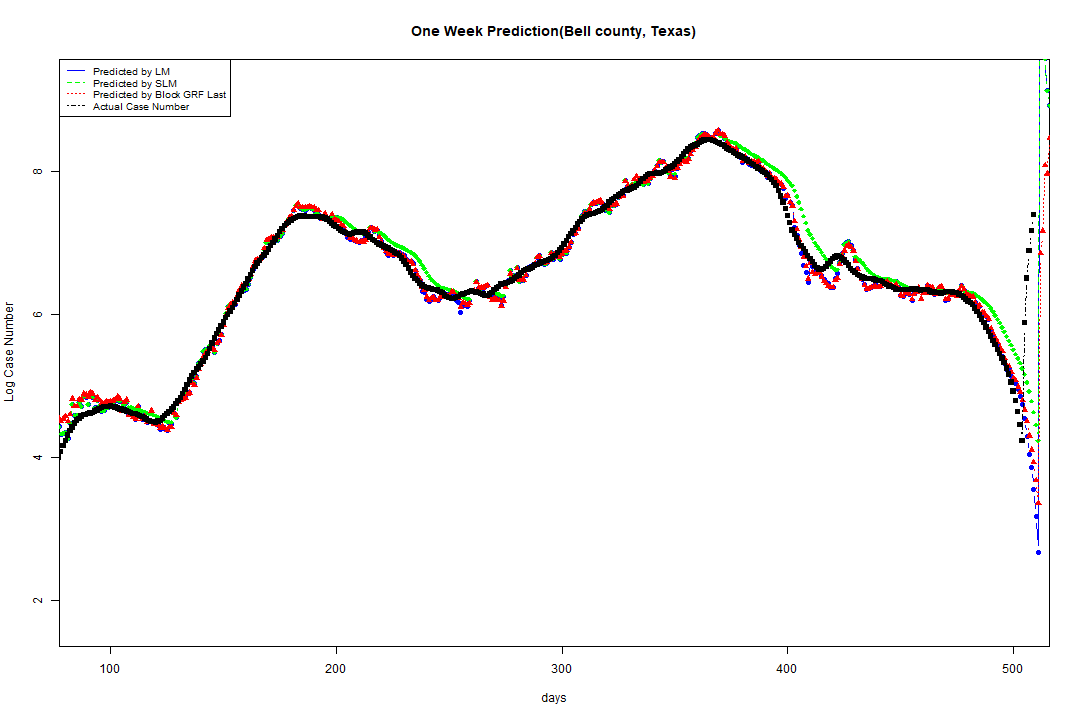 One Week Prediction(Bell county, Texas)
Predicted by LM
Predicted by SLM
Predicted by Block GRF Last
Actual Case Number
8
6
4
2
Log Case Number
100 200 300 400 500
days